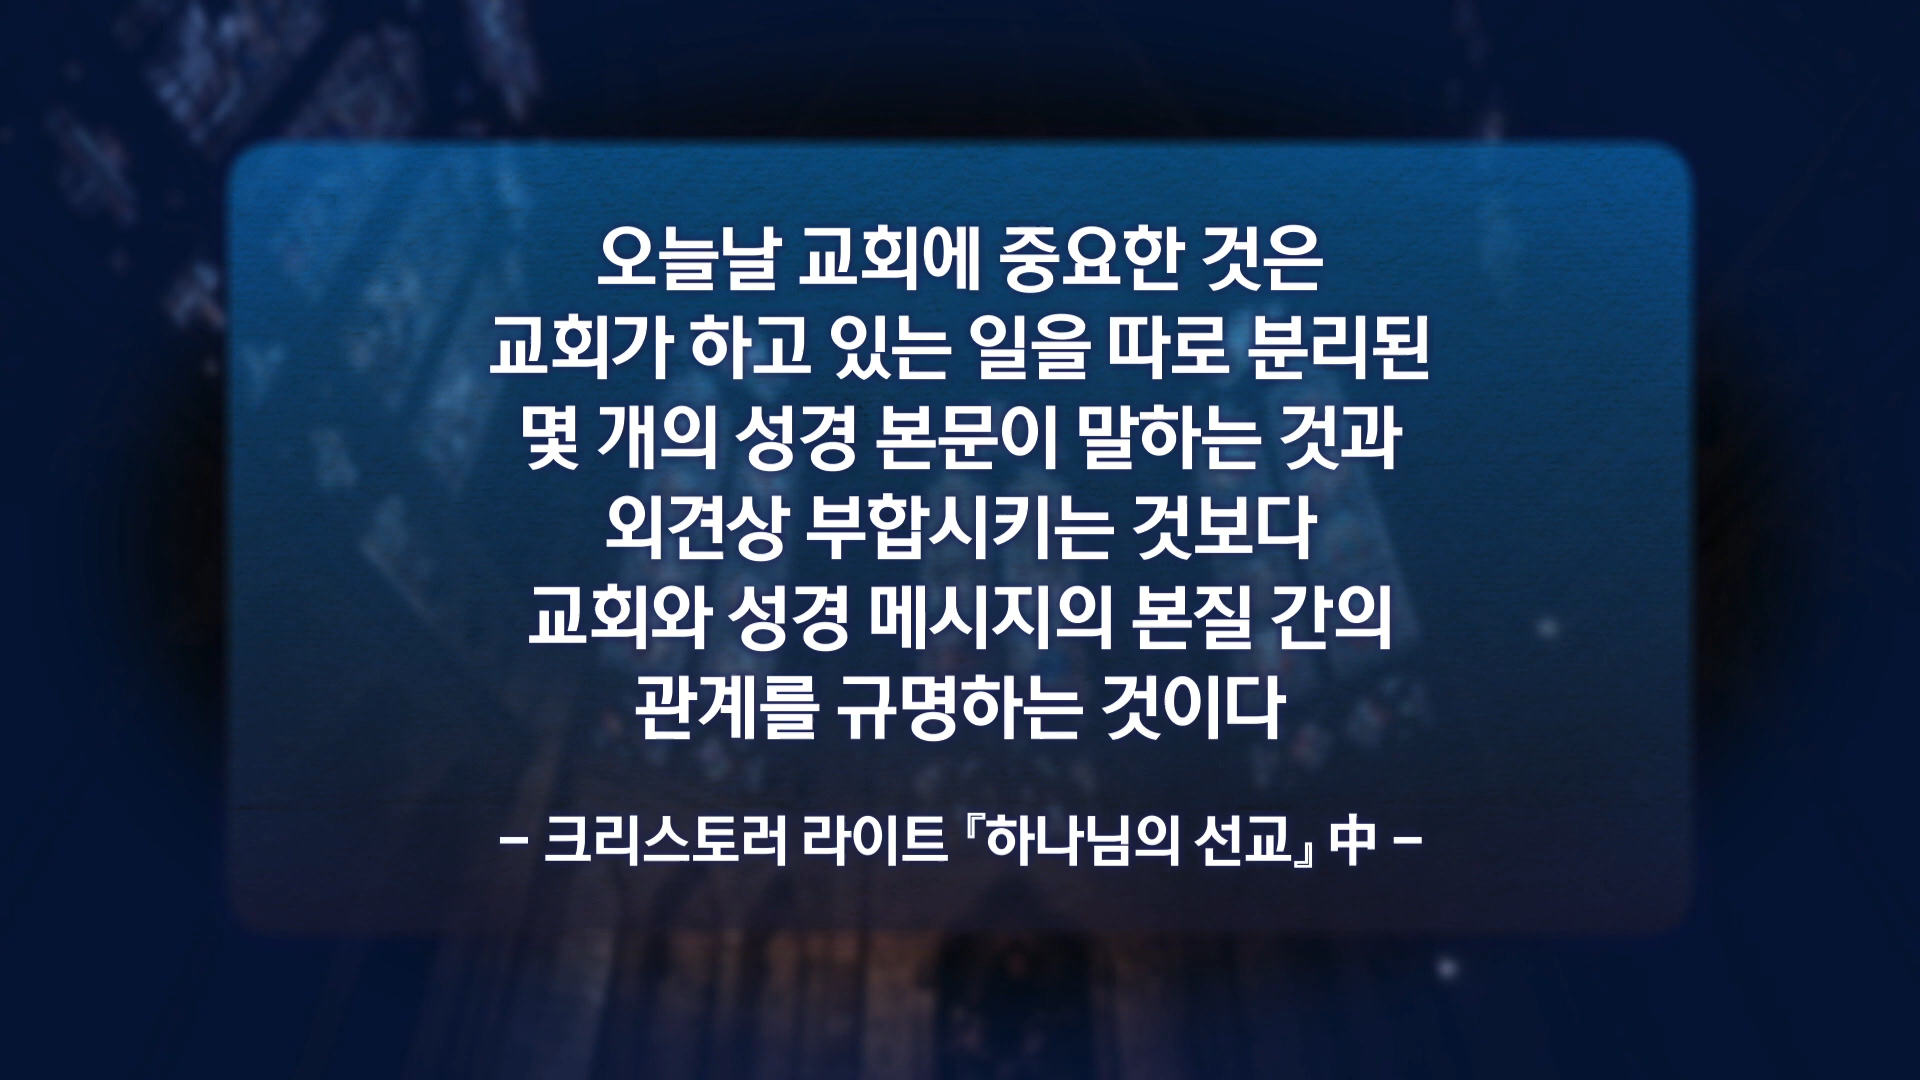 오늘날 교회에 중요한 것은
교회가 하고 있는 일을 따로 분리된
몇 개의 성경 본문이 말하는 것과
외견상 부합시키는 것보다
교회와 성경 메시지의 본질 간의
관계를 규명하는 것이다
– 크리스토러 라이트 『하나님의 선교』 中 –